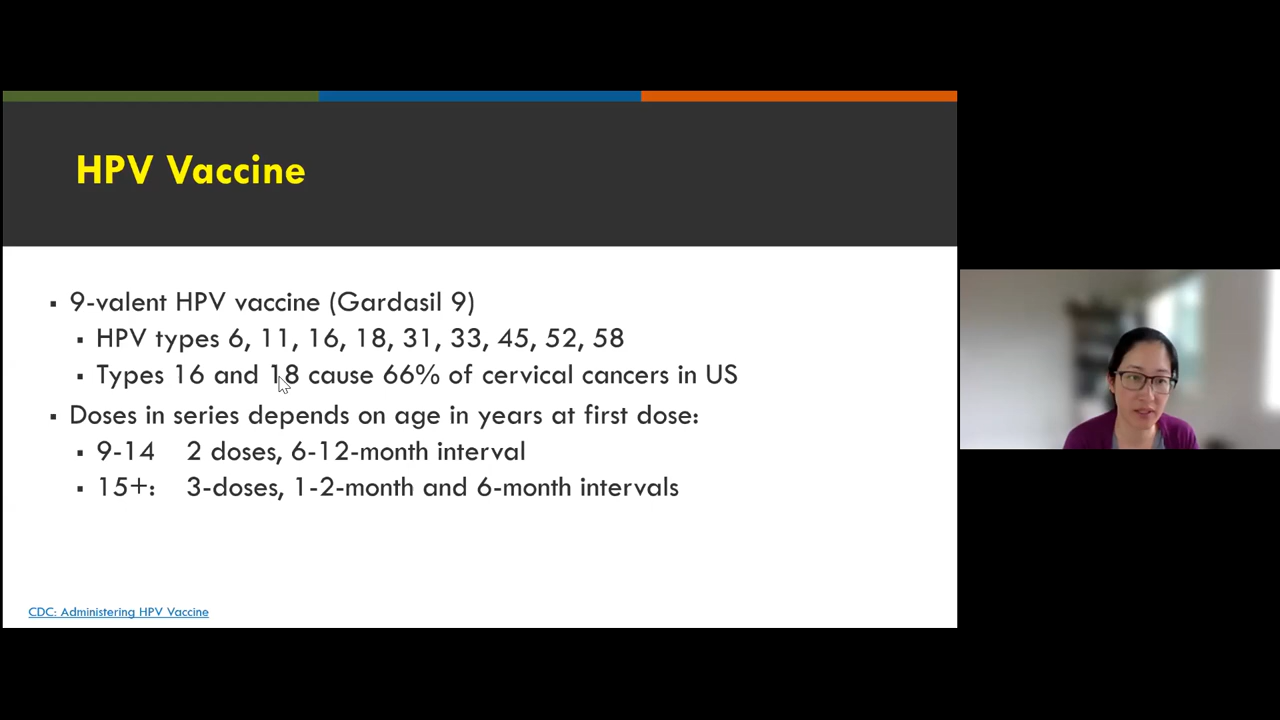 HPV Vaccine
▪ 9-valent HPV vaccine (Gardasil 9)
▪ HPV types 6, 11, 16, 18, 31, 33, 45, 52, 58
▪ Types 16 and 18 cause 66% of cervical cancers in US
▪ Doses in series depends on age in years at first dose:
▪ 9-14 2 doses, 6-12-month interval
▪ 15+: 3-doses, 1-2-month and 6-month intervals
CDC: Administering HPV Vaccine